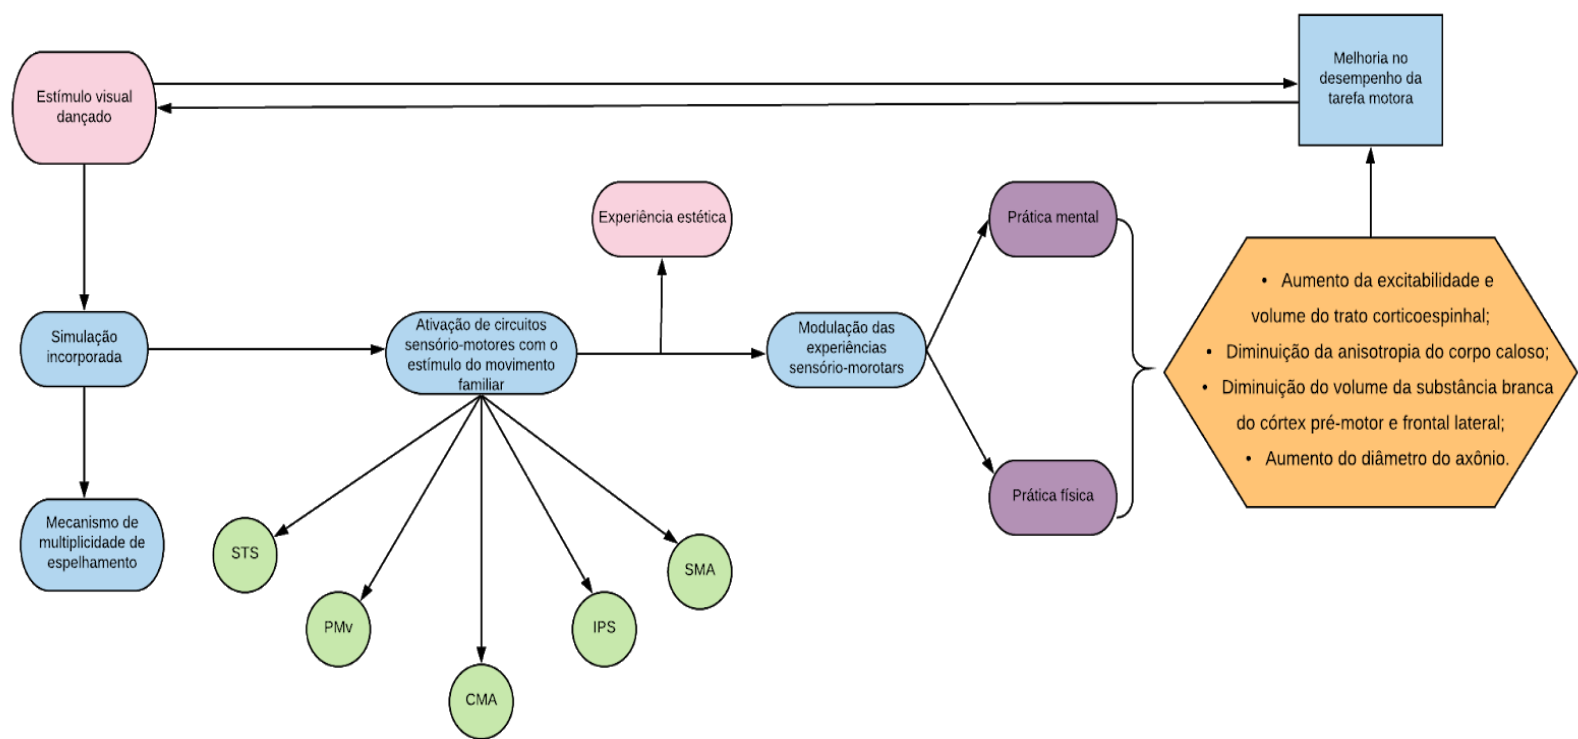 Estímulo visual
dançado
Melhoria no
desempenho da
tarefa motora
Experiência estética
Prática mental
Simulação
incorporada
Ativação de circuitos
sensório-motores com o
estímulo do movimento
familiar
Modulação das
experiências
sensório-morotars
• Aumento da excitabilidade e
volume do trato corticoespinhal;
• Diminuição da anisotropia do corpo caloso;
• Diminuição do volume da substância branca
do córtex pré-motor e frontal lateral;
• Aumento do diâmetro do axônio.
Prática física
Mecanismo de
multiplicidade de
espelhamento
STS
PMv
CMA
IPS
SMA